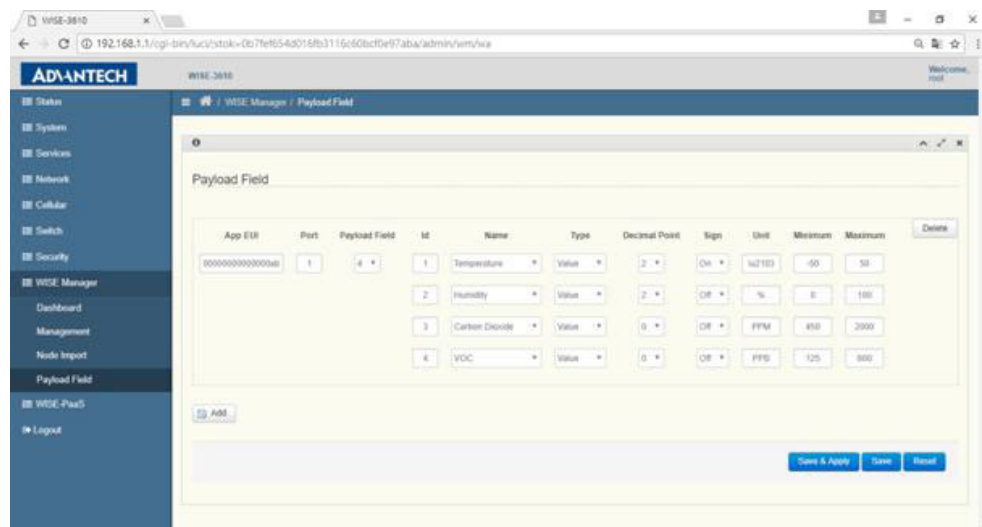 WISE-3610
192.168.1.1/cgi-bin/luci/;stok=0b7fef654d016fb3116c60bcf0e97aba/admin/wm/wa
ADVANTECH
WISE-3610
Welcome,
root
Status
/ WISE Manager / Payload Field
System
Services
Network
Payload Field
Cellular
Switch
Delete
App EUI Port Payload Field Id Name Type Decimal Point Sign Unit Minimum Maximum
Security
1 4 1 Temperature Value 2 On \u2103 -50 50
WISE Manager
2 Humidity Value 2 Off % 0 100
Dashboard
Management
3 Carbon Dioxide Value 0 Off PPM 450 2000
Node Import
4 VOC Value 0 Off PPB 125 800
Payload Field
WISE-PaaS
Add
Logout
Save & Apply Save Reset